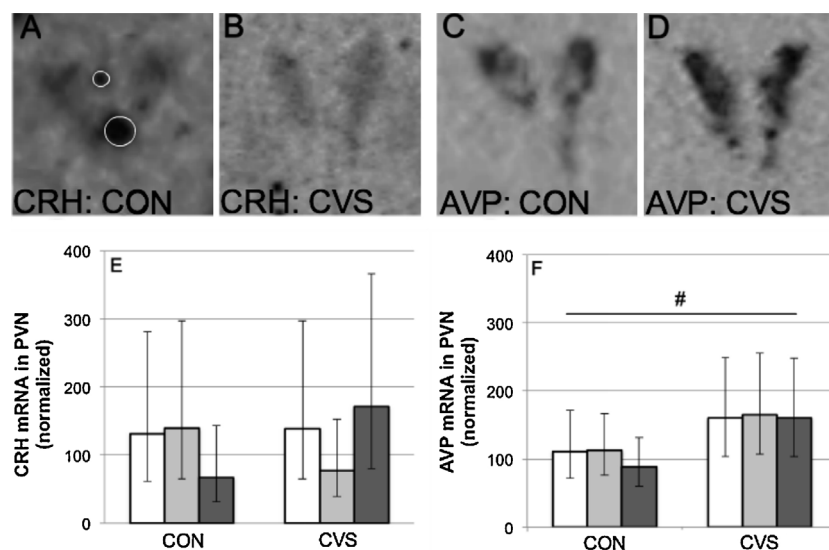 A
B
C
D
CRH: CON
CRH: CVS
AVP: CON
AVP: CVS
E
CRH mRNA in PVN
(normalized)
400
300
200
100
0
CON
CVS
F
#
AVP mRNA in PVN
(normalized)
400
300
200
100
0
CON
CVS